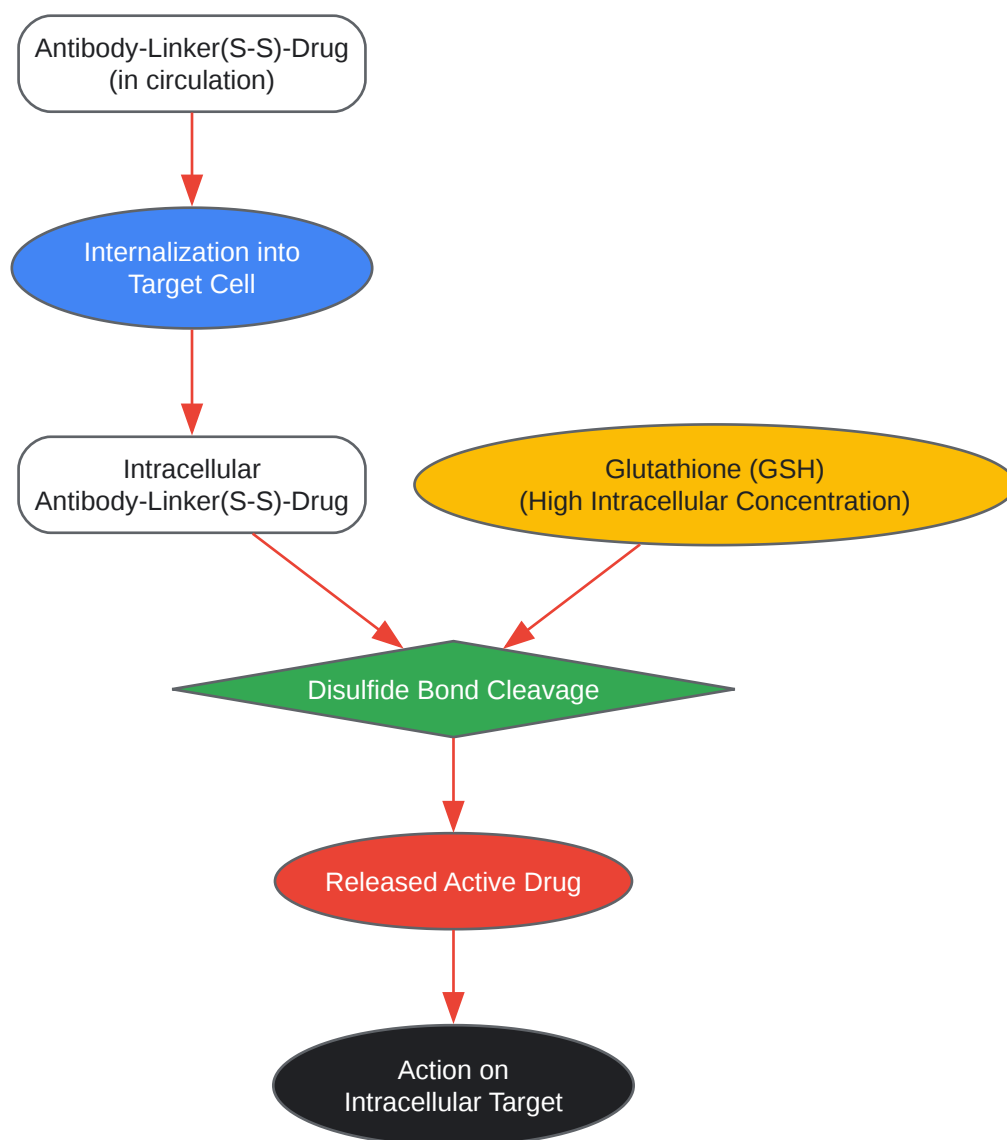 Antibody-Linker(S-S)-Drug
(in circulation)
Internalization into
Target Cell
Intracellular
Antibody-Linker(S-S)-Drug
Glutathione (GSH)
(High Intracellular Concentration)
Disulfide Bond Cleavage
Released Active Drug
Action on
Intracellular Target